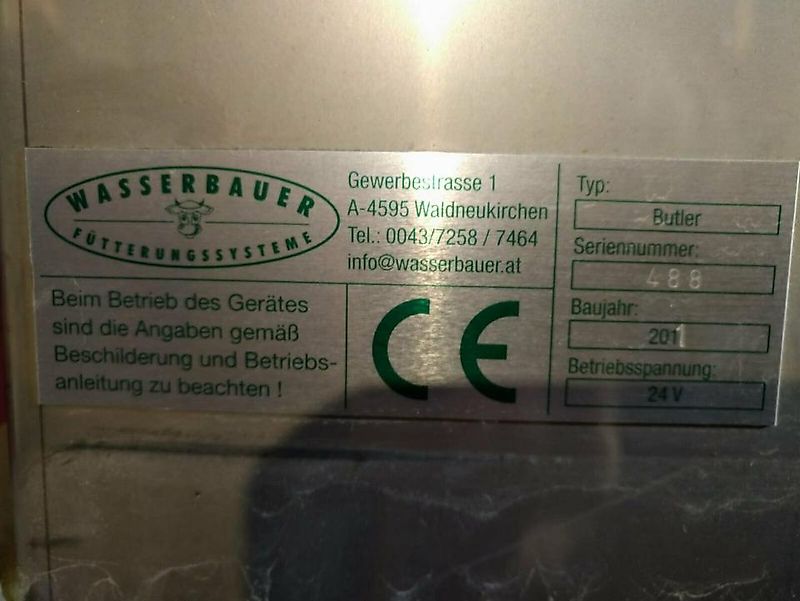 WASSERBAUER
FÜTTERUNGSSYSTEME
Gewerbestrasse 1
A-4595 Waldneukirchen
Tel.: 0043/7258 / 7464
info@wasserbauer.at
Beim Betrieb des Gerätes
sind die Angaben gemäß
Beschilderung und Betriebs-
anleitung zu beachten !
CE
Typ:
Butler
Seriennummer:
488
Baujahr:
201
Betriebsspannung:
24 V